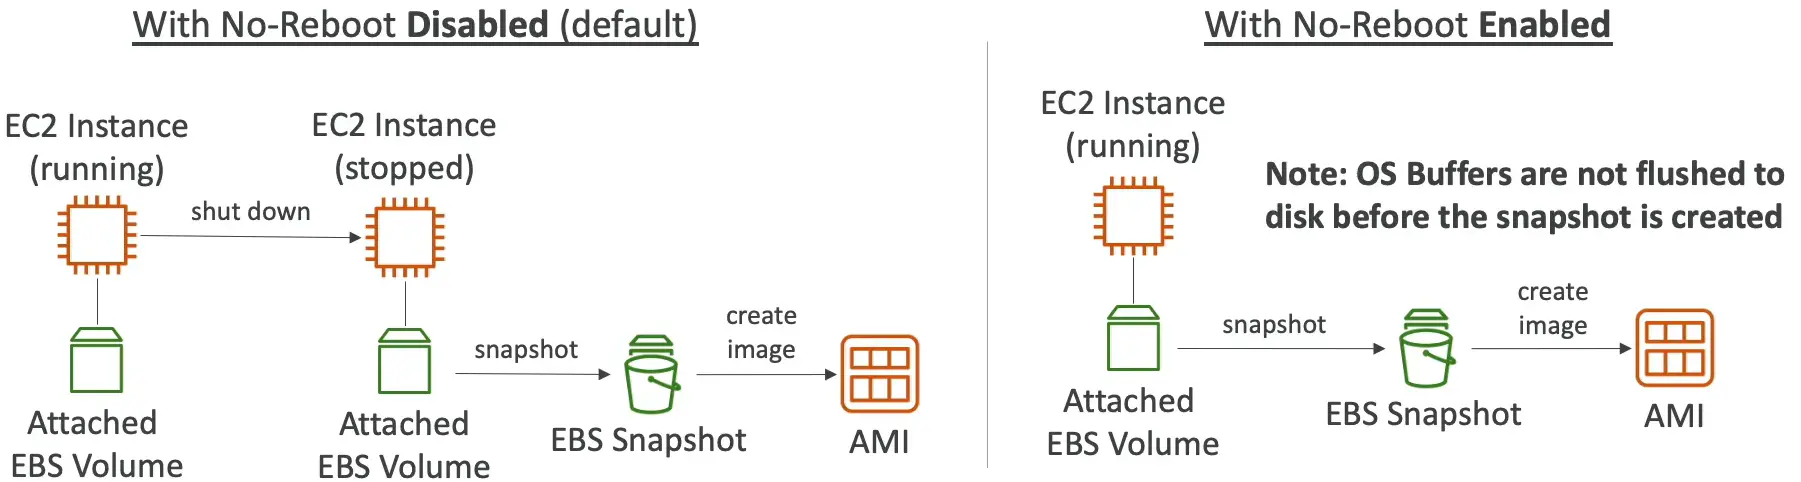 With No-Reboot Disabled (default)
EC2 Instance
(running)
shut down
EC2 Instance
(stopped)
Attached
EBS Volume
Attached
EBS Volume
snapshot
EBS Snapshot
create
image
AMI
With No-Reboot Enabled
EC2 Instance
(running)
Note: OS Buffers are not flushed to
disk before the snapshot is created
Attached
EBS Volume
snapshot
EBS Snapshot
create
image
AMI